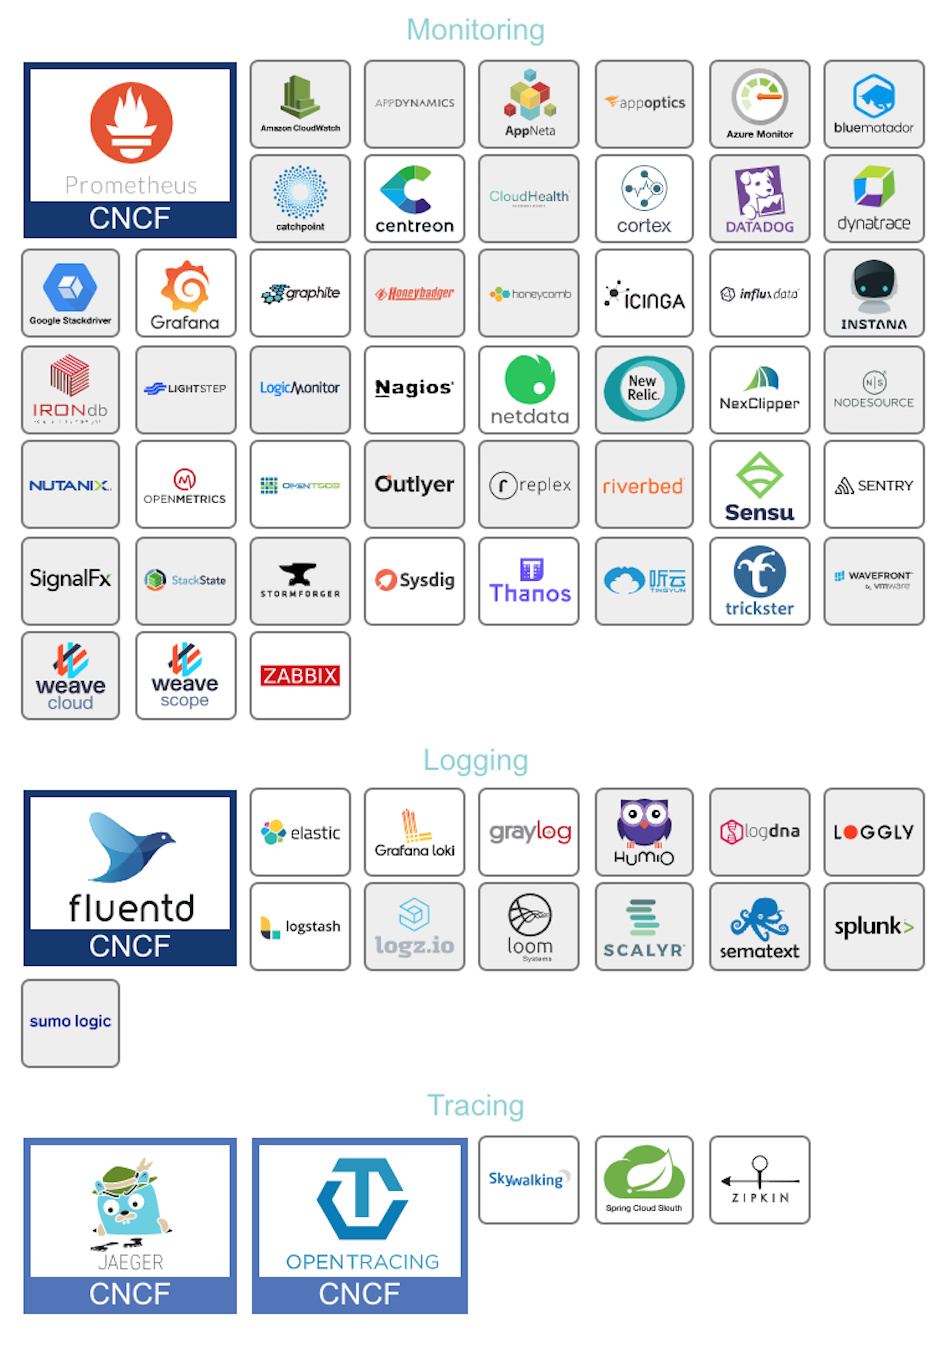 Monitoring
Prometheus
CNCF
Amazon CloudWatch
APPDYNAMICS
AppNeta
appoptics
Azure Monitor
bluematador
catchpoint
centreon
CloudHealth
cortex
DATADOG
dynatrace
Google Stackdriver
Grafana
graphite
Honeybadger
honeycomb
ICINGA
influxdata
INSTANA
IRONdb
LIGHTSTEP
LogicMonitor
Nagios®
netdata
New
Relic.
NexClipper
N|S
NODESOURCE
NUTANIX
M
OPENMETRICS
OPENTSDB
Outlyer
r replex
riverbed
Sensu
SENTRY
SignalFx
StackState
STORMFORGER
Sysdig
Thanos
听云
TINGYUN
trickster
WAVEFRONT
by vmware
weave
cloud
weave
scope
ZABBIX
Logging
fluentd
CNCF
elastic
Grafana loki
graylog
HUMIO
logdna
LOGGLY
logstash
logz.io
loom
Systems
SCALYR
sematext
splunk>
sumo logic
Tracing
JAEGER
CNCF
OPENTRACING
CNCF
Skywalking
Spring Cloud Sleuth
ZIPKIN